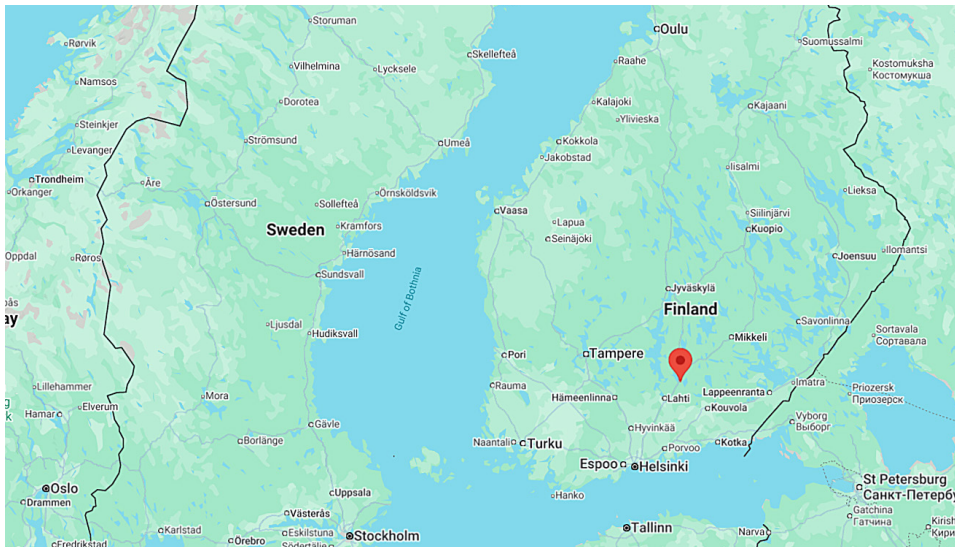 Storuman
Oulu
Rørvik
Suomussalmi
Skellefteå
Raahe
Vilhelmina
Lycksele
Kostomuksha
Костомукша
Namsos
Dorotea
Kalajoki
Kajaani
Ylivieska
Steinkjer
Strömsund
Umeå
Kokkola
Levanger
Jakobstad
Iisalmi
Trondheim
Åre
Orkanger
Örnsköldsvik
Lieksa
Östersund
Sollefteå
Vaasa
Siilinjärvi
Lapua
Sweden
Kramfors
Kuopio
Seinäjoki
Härnösand
Ilomantsi
Oppdal
Røros
Joensuu
Sundsvall
Gulf of Bothnia
Jyväskylä
Finland
ay
Ljusdal
Hudiksvall
Savonlinna
Mikkeli
Sortavala
Сортавала
Pori
Tampere
Rauma
Imatra
Lillehammer
Lappeenranta
Priozersk
Приозерск
Mora
Hämeenlinna
Lahti
Elverum
Kouvola
Hamar
Vyborg
Выборг
Gävle
Hyvinkää
Borlänge
Naantali
Turku
Porvoo
Kotka
Espoo
Helsinki
St Petersburg
Санкт-Петербу
Oslo
Uppsala
Hanko
Drammen
Gatchina
Гатчина
Västerås
Karlstad
Tallinn
Narva
Kirish
Кири
Eskilstuna
Stockholm
Örebro
Fredrikstad
Södertälje